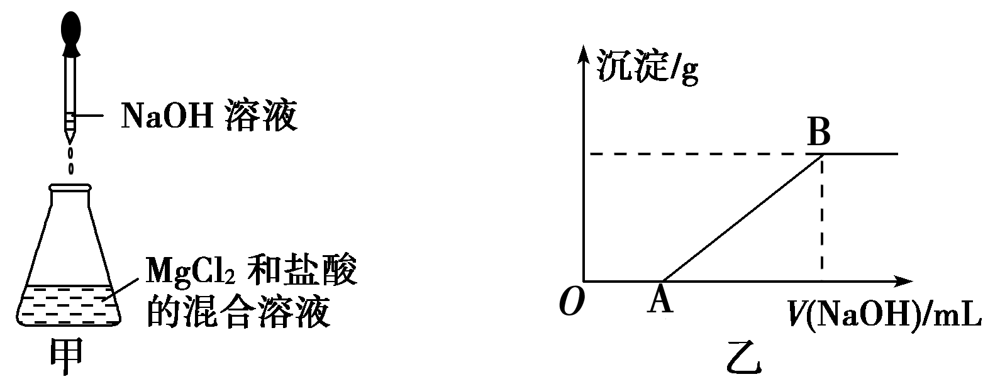 NaOH 溶液
MgCl₂ 和盐酸
的混合溶液
甲
沉淀/g
B
O
A
V(NaOH)/mL
乙